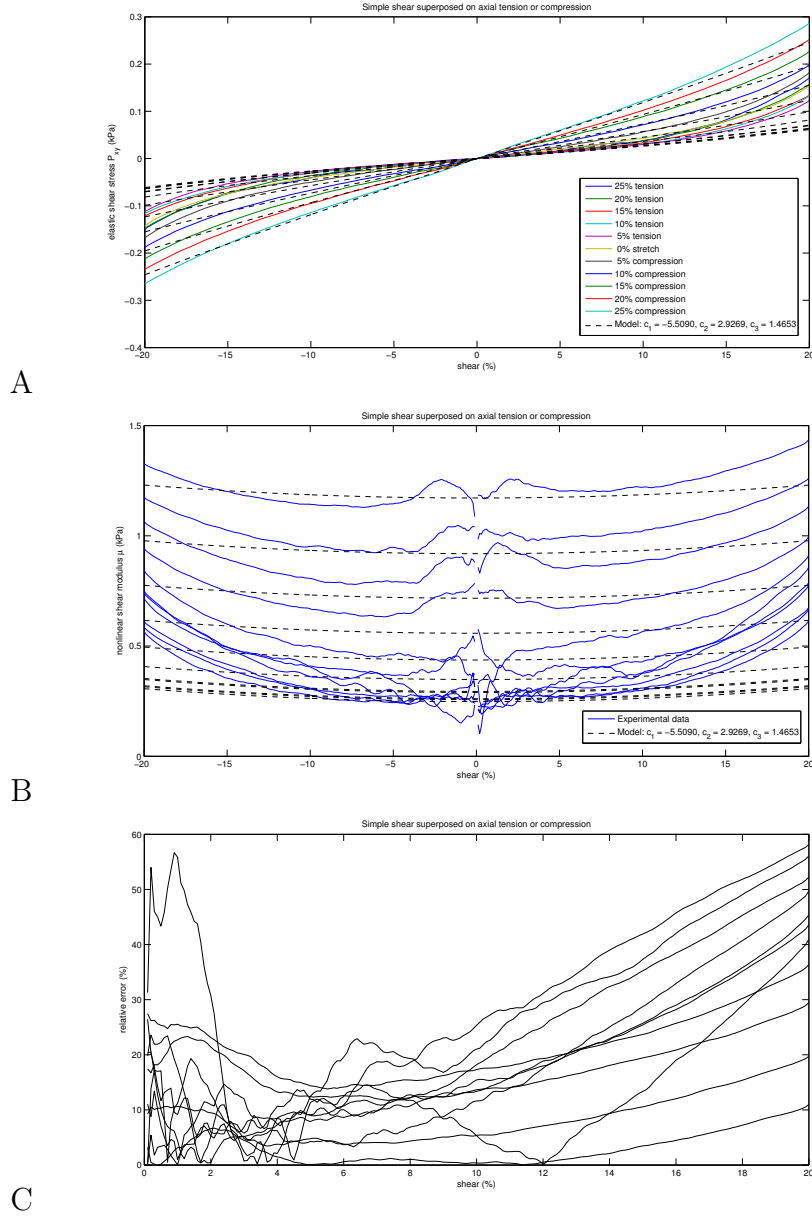 Simple shear superposed on axial tension or compression
0.3
0.2
0.1
0
−0.1
−0.2
−0.3
−0.4
elastic shear stress P_xy (kPa)
25% tension
20% tension
15% tension
10% tension
5% tension
0% stretch
5% compression
10% compression
15% compression
20% compression
25% compression
Model: c_1 = −5.5090, c_2 = 2.9269, c_3 = 1.4653
−20 −15 −10 −5 0 5 10 15 20
shear (%)
A
Simple shear superposed on axial tension or compression
1.5
1
0.5
0
nonlinear shear modulus μ (kPa)
Experimental data
Model: c_1 = −5.5090, c_2 = 2.9269, c_3 = 1.4653
−20 −15 −10 −5 0 5 10 15 20
shear (%)
B
Simple shear superposed on axial tension or compression
60
50
40
30
20
10
0
relative error (%)
0 2 4 6 8 10 12 14 16 18 20
shear (%)
C